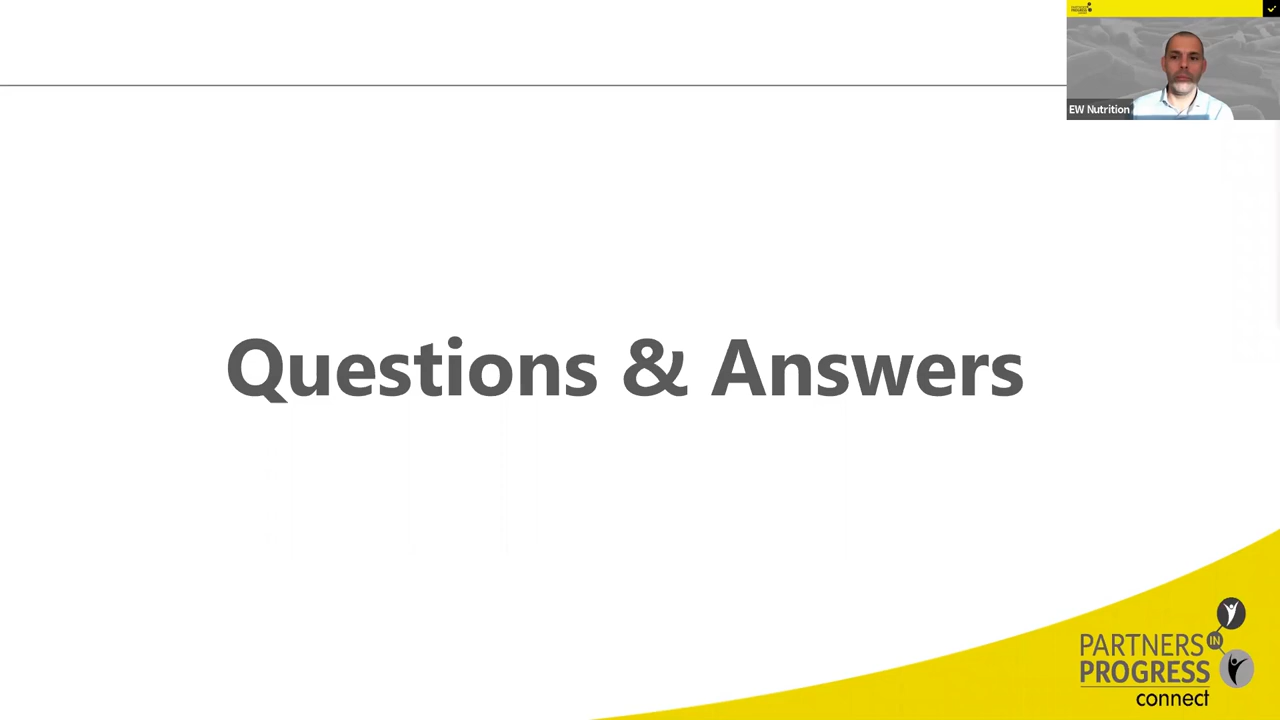 EW Nutrition
Questions & Answers
PARTNERS
IN
PROGRESS
connect